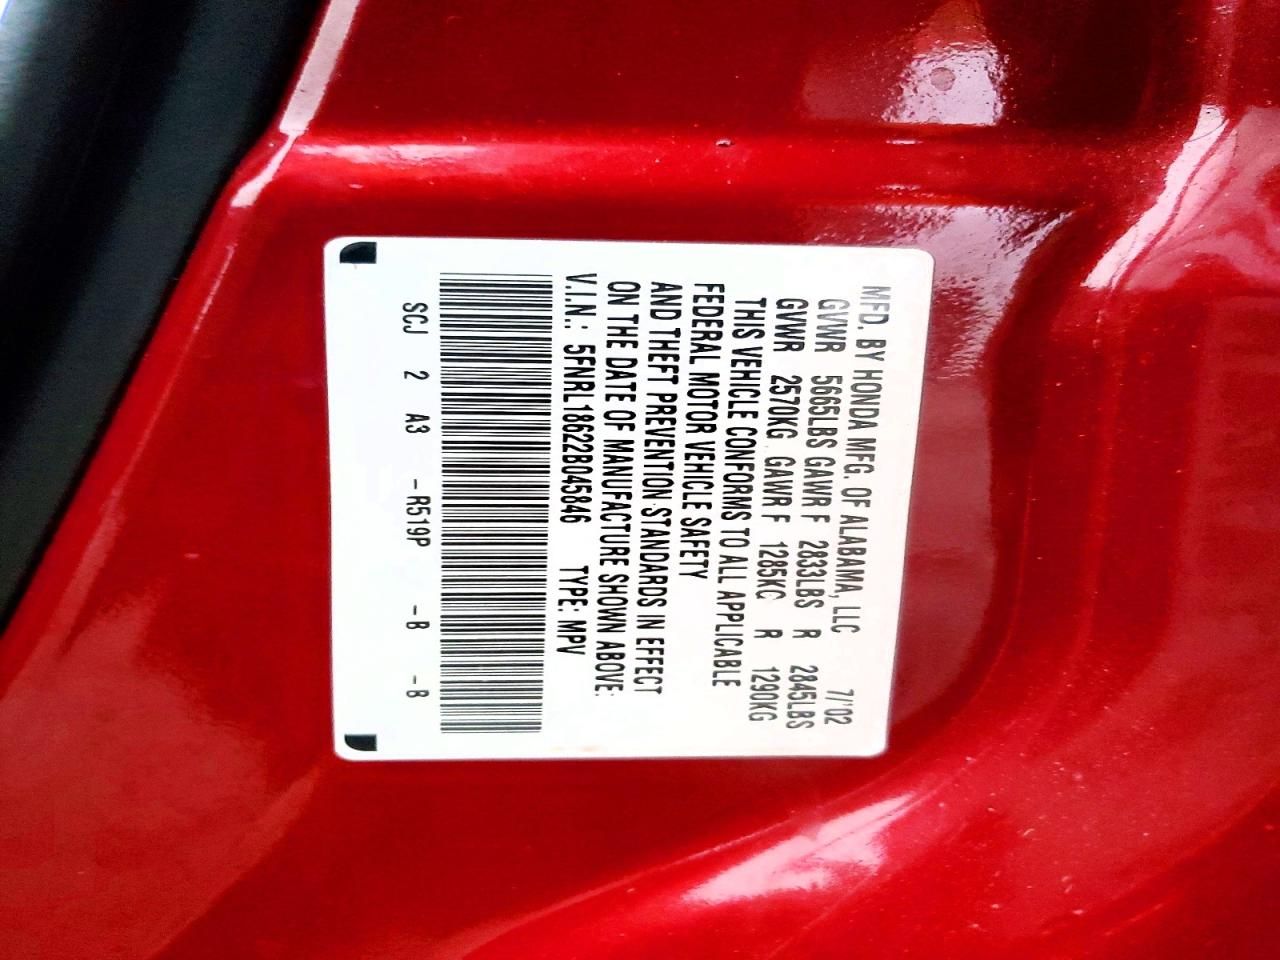 MFD. BY HONDA MFG. OF ALABAMA, LLC 7/'02
GVWR 5665LBS GAWR F 2833LBS R 2845LBS
GVWR 2570KG GAWR F 1285KG R 1290KG
THIS VEHICLE CONFORMS TO ALL APPLICABLE
FEDERAL MOTOR VEHICLE SAFETY
AND THEFT PREVENTION STANDARDS IN EFFECT
ON THE DATE OF MANUFACTURE SHOWN ABOVE.
V.I.N.: 5FNRL18622B045846 TYPE: MPV
SCJ 2 A3 -R519P -B -B